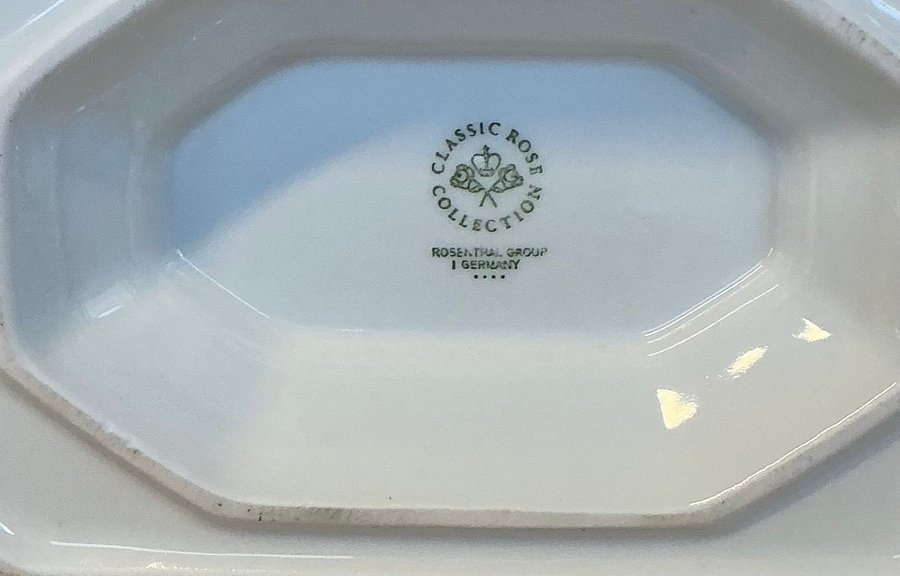 CLASSIC ROSE
COLLECTION
ROSENTHAL GROUP
GERMANY